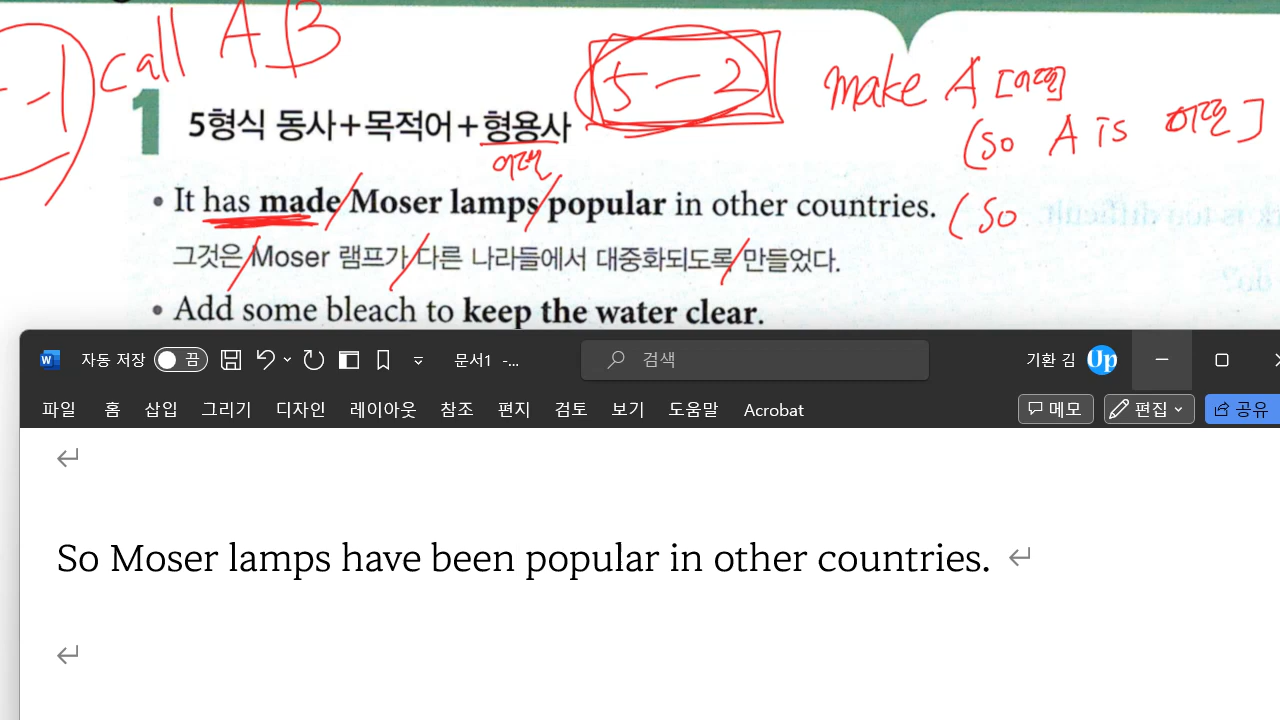 call A B
-1
5-2
make A [어떤]
1 5형식 동사+목적어+형용사
어떤
(so A is 어떤]
• It has made Moser lamps popular in other countries.
(so
그것은 Moser 램프가 다른 나라들에서 대중화되도록 만들었다.
• Add some bleach to keep the water clear.
자동 저장 끔 문서1 -... 검색 기환 김 Up
파일 홈 삽입 그리기 디자인 레이아웃 참조 편지 검토 보기 도움말 Acrobat 메모 편집 공유
So Moser lamps have been popular in other countries.